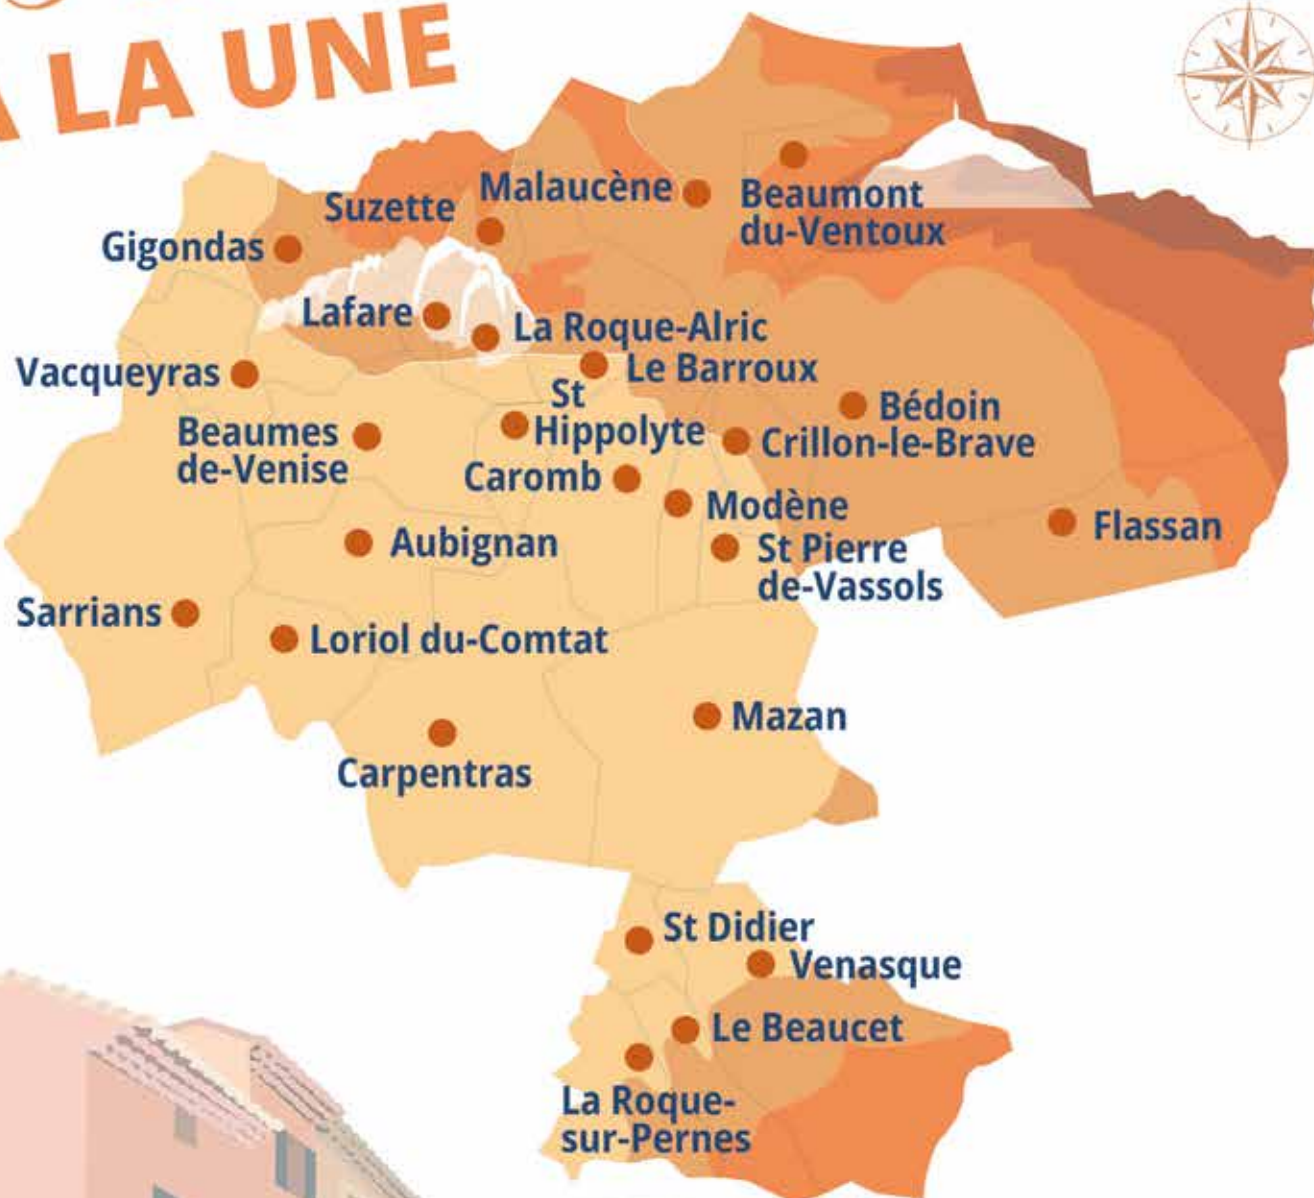 À LA UNE
Malaucène
Suzette
Beaumont
du-Ventoux
Gigondas
Lafare
La Roque-Alric
Vacqueyras
Le Barroux
St
Hippolyte
Bédoin
Beaumes
de-Venise
Crillon-le-Brave
Caromb
Modène
Flassan
Aubignan
St Pierre
de-Vassols
Sarrians
Loriol du-Comtat
Mazan
Carpentras
St Didier
Venasque
Le Beaucet
La Roque-
sur-Pernes